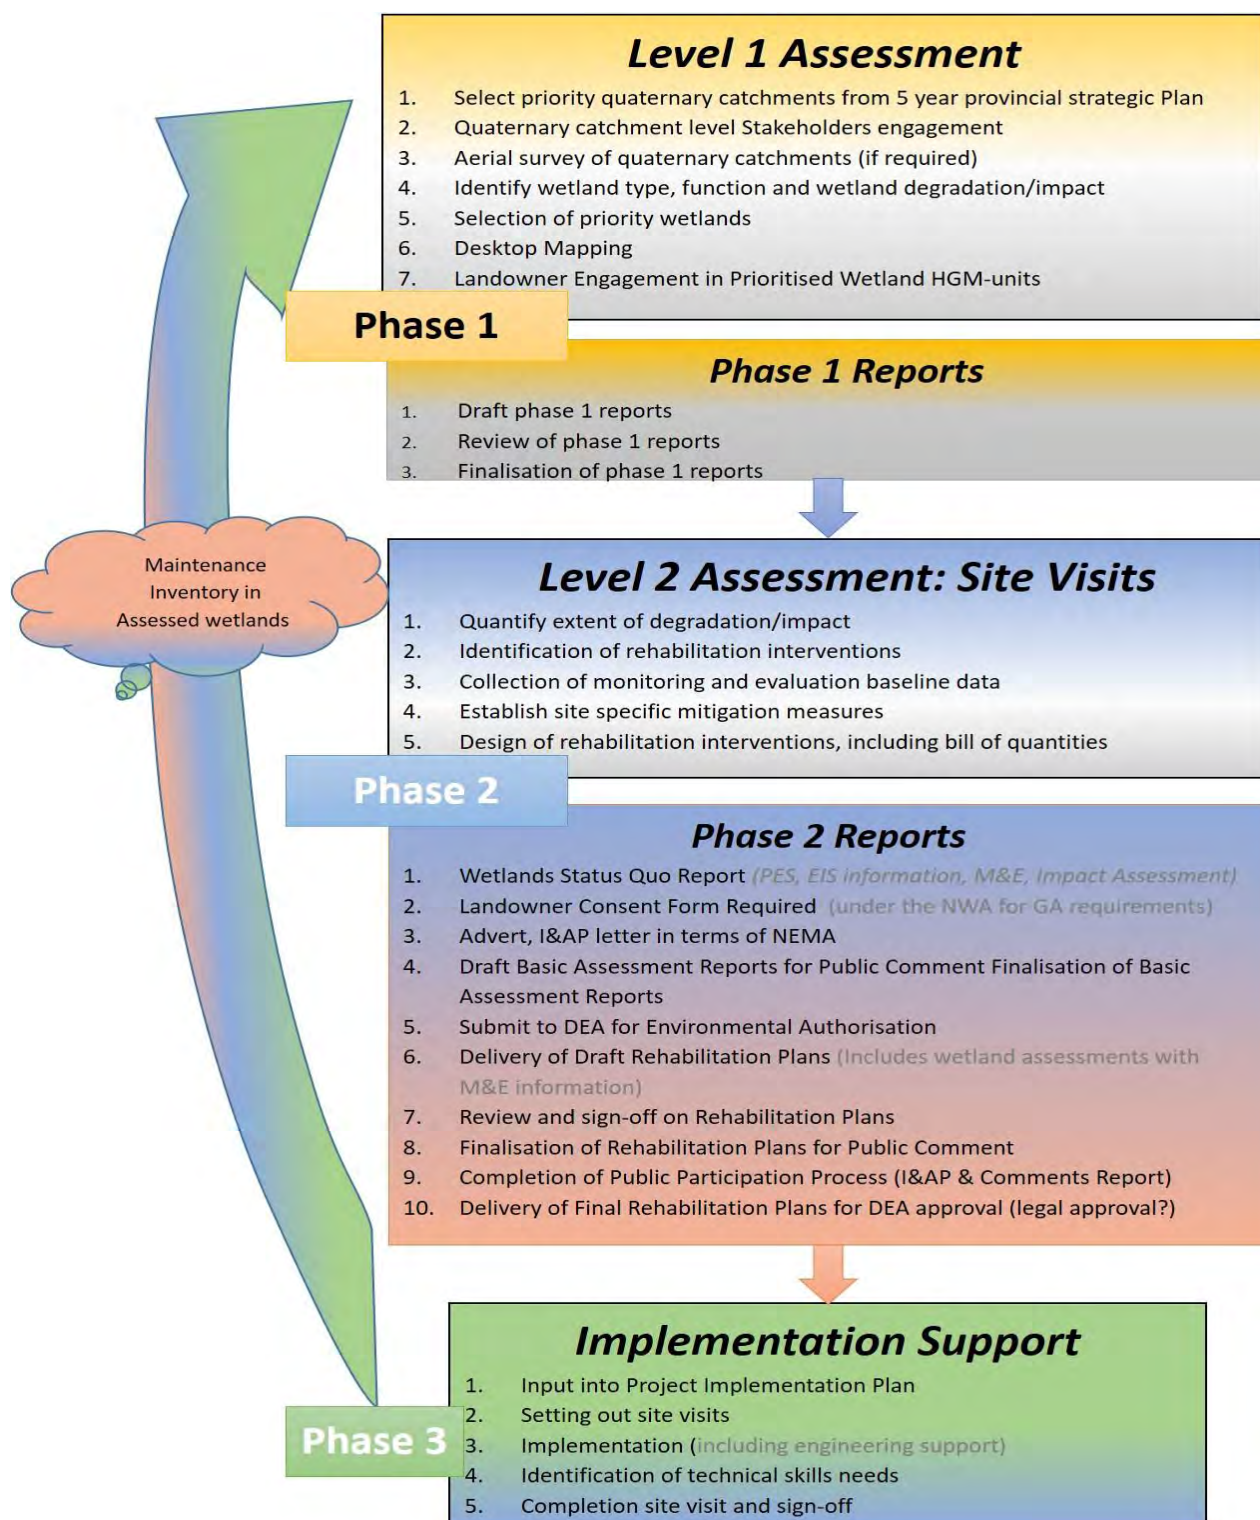 Level 1 Assessment
1. Select priority quaternary catchments from 5 year provincial strategic Plan
2. Quaternary catchment level Stakeholders engagement
3. Aerial survey of quaternary catchments (if required)
4. Identify wetland type, function and wetland degradation/impact
5. Selection of priority wetlands
6. Desktop Mapping
7. Landowner Engagement in Prioritised Wetland HGM-units
Phase 1
Phase 1 Reports
1. Draft phase 1 reports
2. Review of phase 1 reports
3. Finalisation of phase 1 reports
Maintenance
Inventory in
Assessed wetlands
Level 2 Assessment: Site Visits
1. Quantify extent of degradation/impact
2. Identification of rehabilitation interventions
3. Collection of monitoring and evaluation baseline data
4. Establish site specific mitigation measures
5. Design of rehabilitation interventions, including bill of quantities
Phase 2
Phase 2 Reports
1. Wetlands Status Quo Report (PES, EIS information, M&E, Impact Assessment)
2. Landowner Consent Form Required (under the NWA for GA requirements)
3. Advert, I&AP letter in terms of NEMA
4. Draft Basic Assessment Reports for Public Comment Finalisation of Basic
Assessment Reports
5. Submit to DEA for Environmental Authorisation
6. Delivery of Draft Rehabilitation Plans (Includes wetland assessments with
M&E information)
7. Review and sign-off on Rehabilitation Plans
8. Finalisation of Rehabilitation Plans for Public Comment
9. Completion of Public Participation Process (I&AP & Comments Report)
10. Delivery of Final Rehabilitation Plans for DEA approval (legal approval?)
Implementation Support
1. Input into Project Implementation Plan
2. Setting out site visits
Phase 3
3. Implementation (including engineering support)
4. Identification of technical skills needs
5. Completion site visit and sign-off